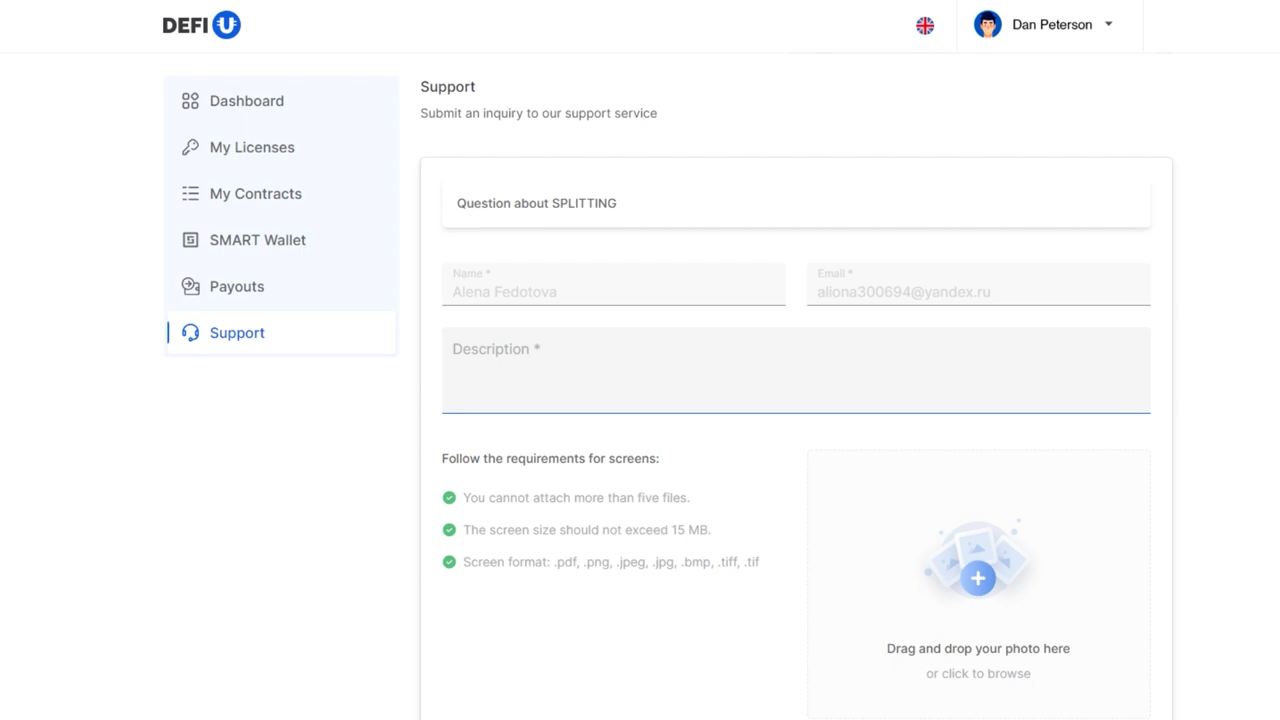 DEFI U
Dan Peterson
Dashboard
My Licenses
My Contracts
SMART Wallet
Payouts
Support
Support
Submit an inquiry to our support service
Question about SPLITTING
Name *
Alena Fedotova
Email *
aliona300694@yandex.ru
Description *
Follow the requirements for screens:
You cannot attach more than five files.
The screen size should not exceed 15 MB.
Screen format: .pdf, .png, .jpeg, .jpg, .bmp, .tiff, .tif
Drag and drop your photo here
or click to browse